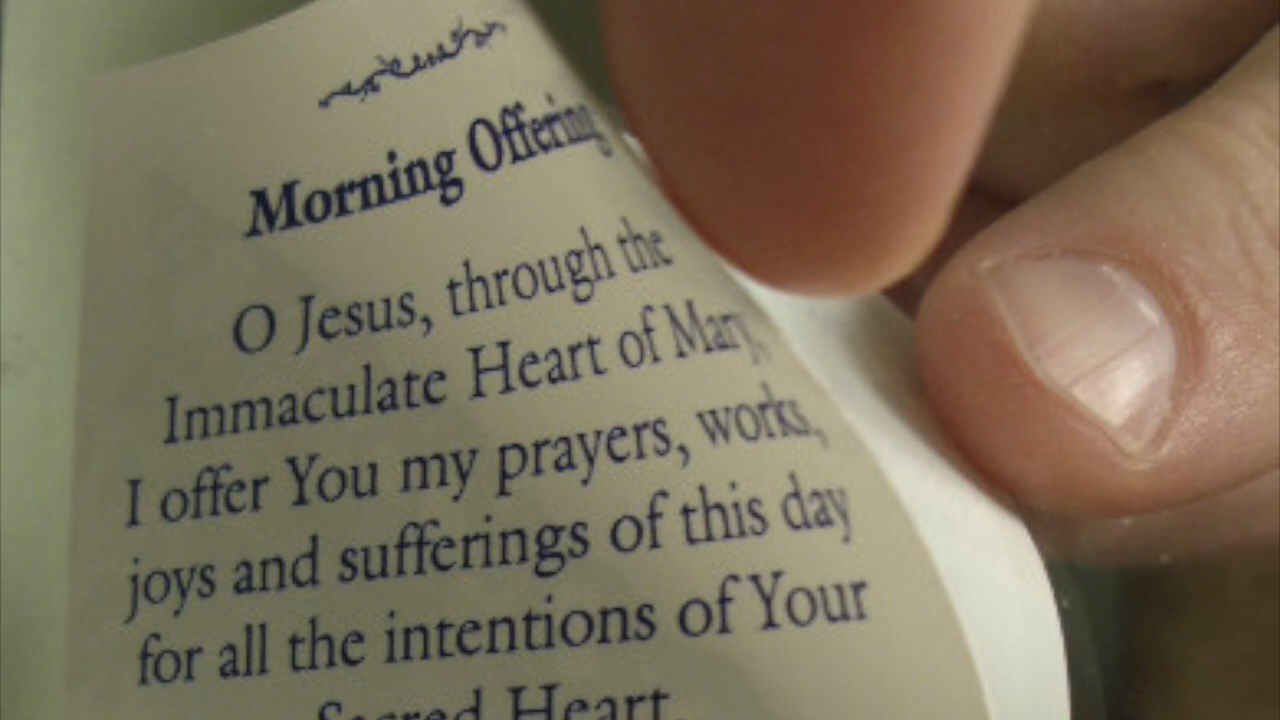 Morning Offering
O Jesus, through the
Immaculate Heart of Mary,
I offer You my prayers, works,
joys and sufferings of this day
for all the intentions of Your
Sacred Heart.